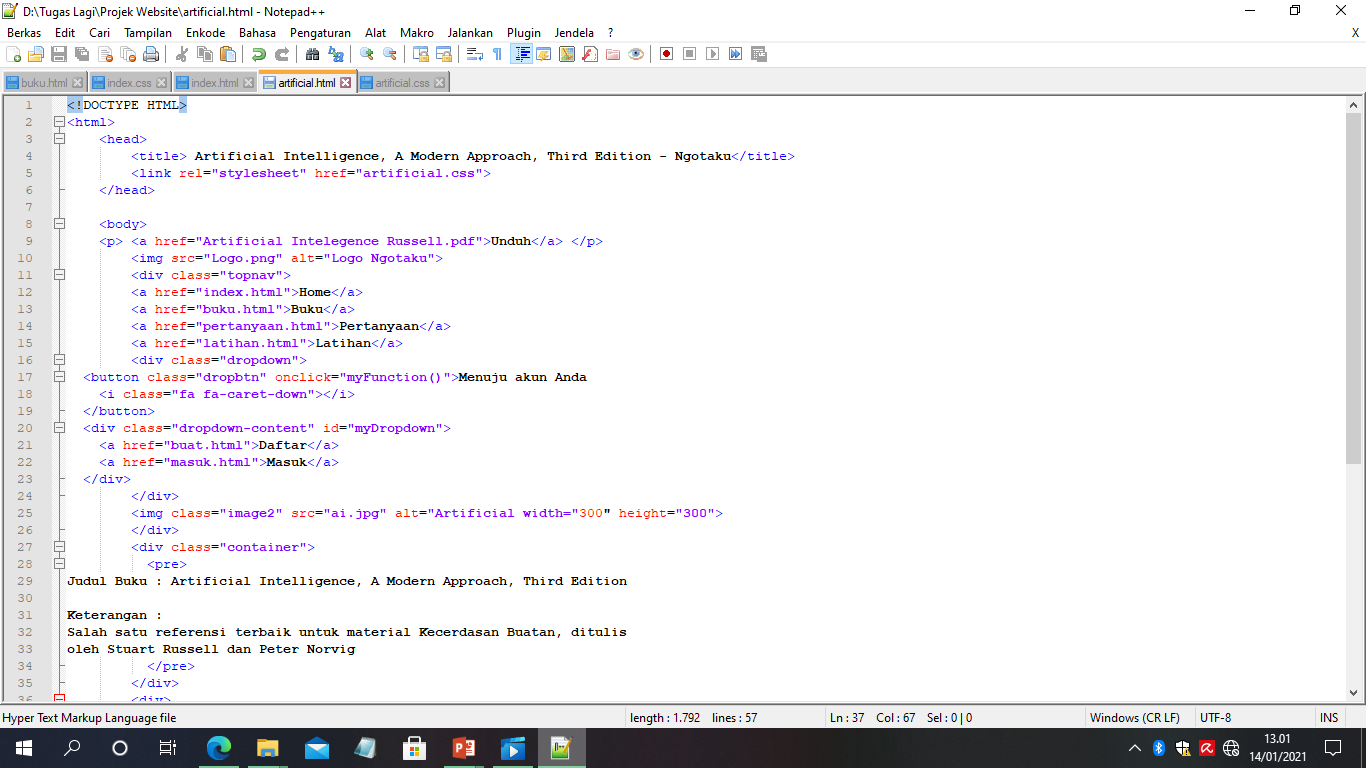 D:\Tugas Lagi\Projek Website\artificial.html - Notepad++
Berkas Edit Cari Tampilan Enkode Bahasa Pengaturan Alat Makro Jalankan Plugin Jendela ? X
buku.html index.css index.html artificial.html artificial.css
1 <!DOCTYPE HTML>
2 <html>
3 <head>
4 <title> Artificial Intelligence, A Modern Approach, Third Edition - Ngotaku</title>
5 <link rel="stylesheet" href="artificial.css">
6 </head>
7
8 <body>
9 <p> <a href="Artificial Intelegence Russell.pdf">Unduh</a> </p>
10 <img src="Logo.png" alt="Logo Ngotaku">
11 <div class="topnav">
12 <a href="index.html">Home</a>
13 <a href="buku.html">Buku</a>
14 <a href="pertanyaan.html">Pertanyaan</a>
15 <a href="latihan.html">Latihan</a>
16 <div class="dropdown">
17 <button class="dropbtn" onclick="myFunction()">Menuju akun Anda
18 <i class="fa fa-caret-down"></i>
19 </button>
20 <div class="dropdown-content" id="myDropdown">
21 <a href="buat.html">Daftar</a>
22 <a href="masuk.html">Masuk</a>
23 </div>
24 </div>
25 <img class="image2" src="ai.jpg" alt="Artificial width="300" height="300">
26 </div>
27 <div class="container">
28 <pre>
29 Judul Buku : Artificial Intelligence, A Modern Approach, Third Edition
30
31 Keterangan :
32 Salah satu referensi terbaik untuk material Kecerdasan Buatan, ditulis
33 oleh Stuart Russell dan Peter Norvig
34 </pre>
35 </div>
36 <div>
Hyper Text Markup Language file length : 1.792 lines : 57 Ln : 37 Col : 67 Sel : 0 | 0 Windows (CR LF) UTF-8 INS
13.01
14/01/2021